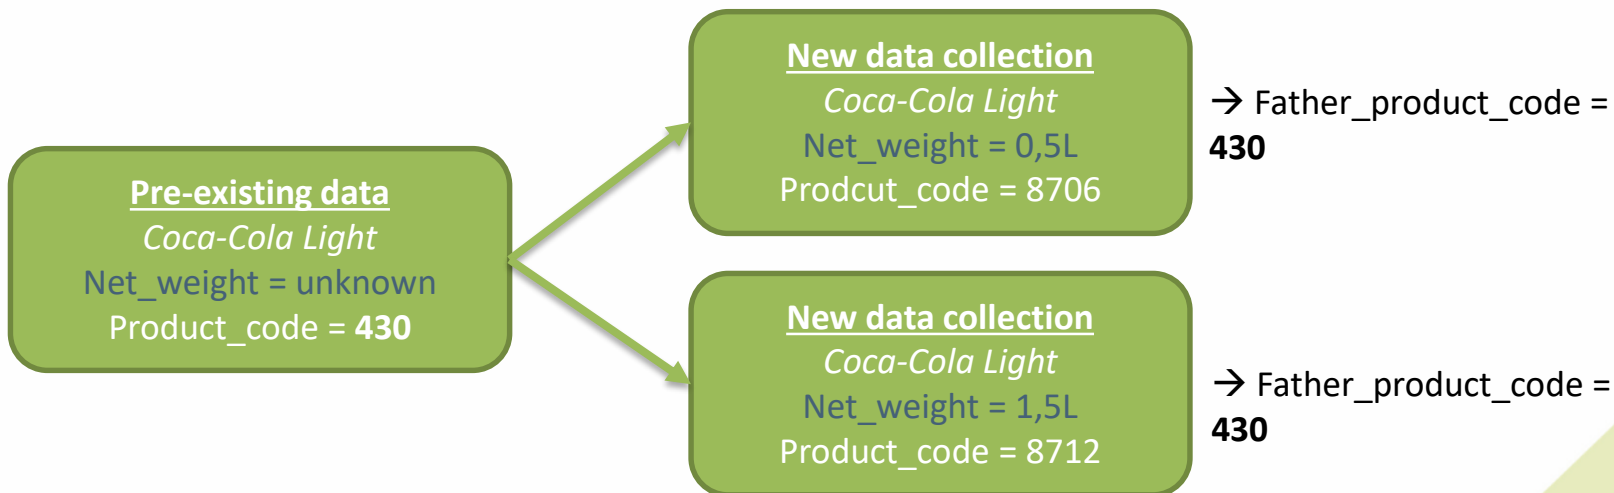 Pre-existing data
Coca-Cola Light
Net_weight = unknown
Product_code = 430
New data collection
Coca-Cola Light
Net_weight = 0,5L
Prodcut_code = 8706
→ Father_product_code =
430
New data collection
Coca-Cola Light
Net_weight = 1,5L
Product_code = 8712
→ Father_product_code =
430